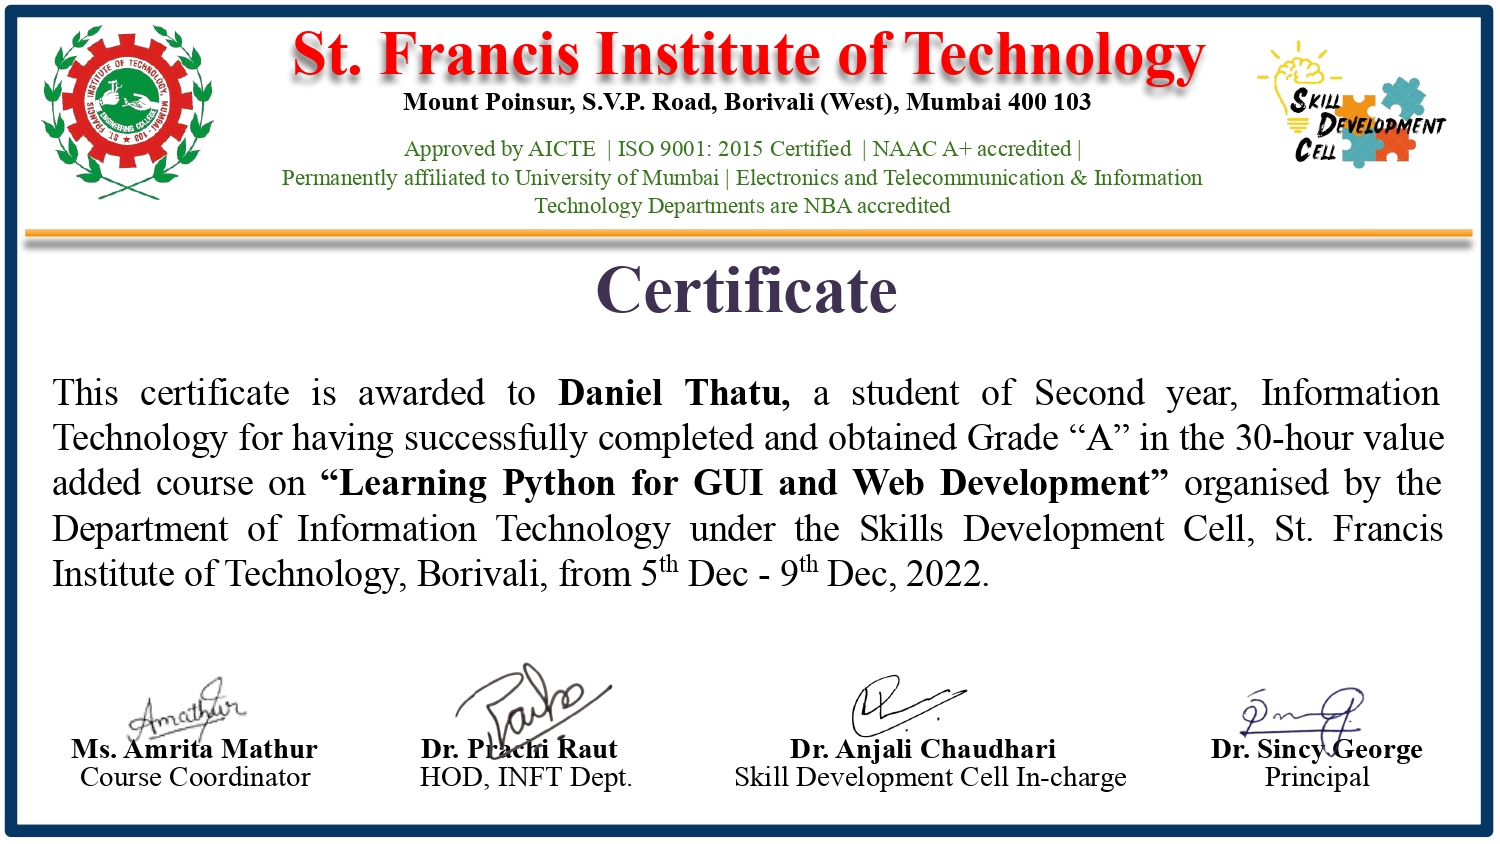 St. Francis Institute of Technology
Mount Poinsur, S.V.P. Road, Borivali (West), Mumbai 400 103
Approved by AICTE | ISO 9001: 2015 Certified | NAAC A+ accredited |
Permanently affiliated to University of Mumbai | Electronics and Telecommunication & Information
Technology Departments are NBA accredited
ST. FRANCIS INSTITUTE OF TECHNOLOGY, MUMBAI - 103
ENGINEERING COLLEGE
SKILL
DEVELOPMENT
CELL
Certificate
This certificate is awarded to Daniel Thatu, a student of Second year, Information
Technology for having successfully completed and obtained Grade “A” in the 30-hour value
added course on “Learning Python for GUI and Web Development” organised by the
Department of Information Technology under the Skills Development Cell, St. Francis
Institute of Technology, Borivali, from 5th Dec - 9th Dec, 2022.
Amathur
Ms. Amrita Mathur
Course Coordinator
Dr. Prachi Raut
HOD, INFT Dept.
Dr. Anjali Chaudhari
Skill Development Cell In-charge
Dr. Sincy George
Principal